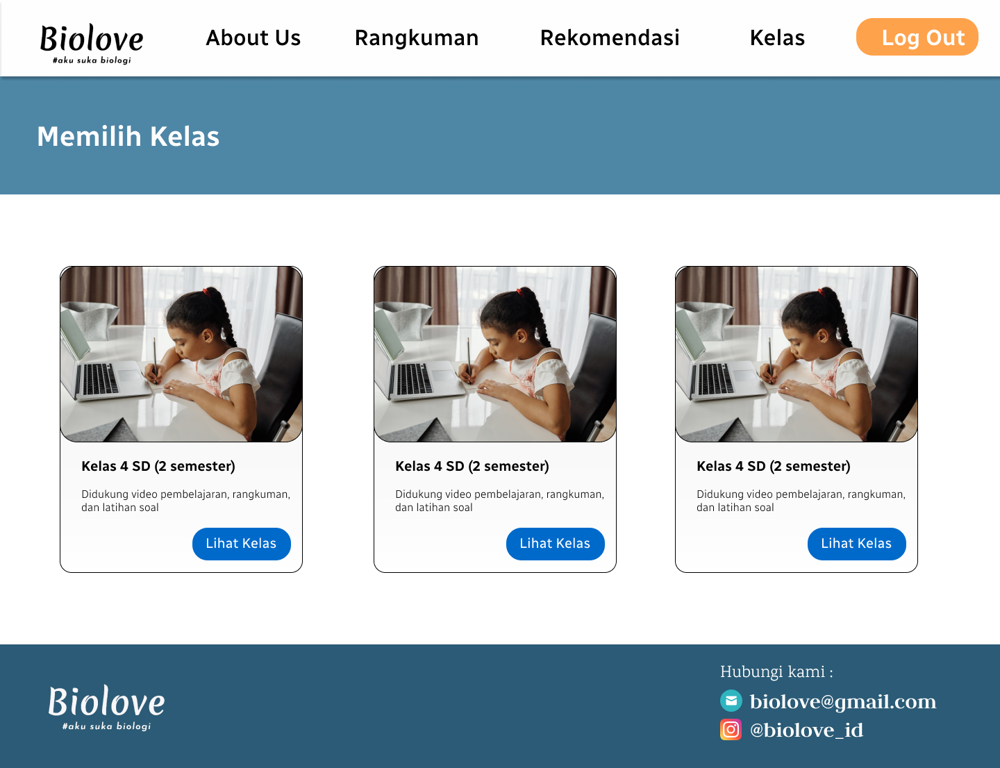 Biolove
#aku suka biologi
About Us
Rangkuman
Rekomendasi
Kelas
Log Out
Memilih Kelas
Kelas 4 SD (2 semester)
Didukung video pembelajaran, rangkuman,
dan latihan soal
Lihat Kelas
Kelas 4 SD (2 semester)
Didukung video pembelajaran, rangkuman,
dan latihan soal
Lihat Kelas
Kelas 4 SD (2 semester)
Didukung video pembelajaran, rangkuman,
dan latihan soal
Lihat Kelas
Biolove
#aku suka biologi
Hubungi kami :
biolove@gmail.com
@biolove_id